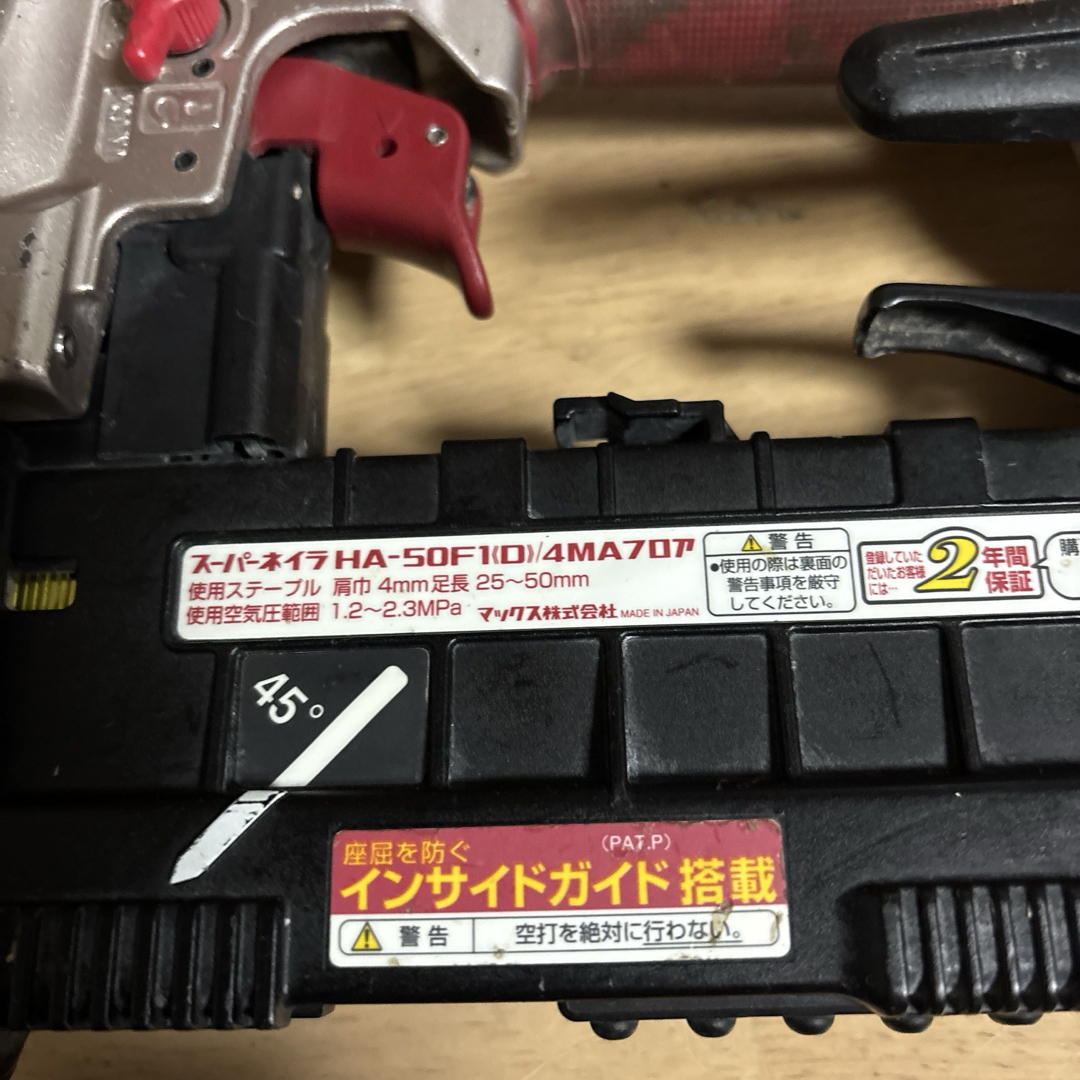 スーパーネイラ HA-50F1(D)/4MAフロア
使用ステープル 肩巾 4mm足長 25〜50mm
使用空気圧範囲 1.2〜2.3MPa マックス株式会社 MADE IN JAPAN
警告
●使用の際は裏面の
警告事項を厳守
してください。
登録していた
だいたお客様
には…
2年間
保証
購
45°
座屈を防ぐ (PAT.P)
インサイドガイド搭載
警告 空打を絶対に行わない。